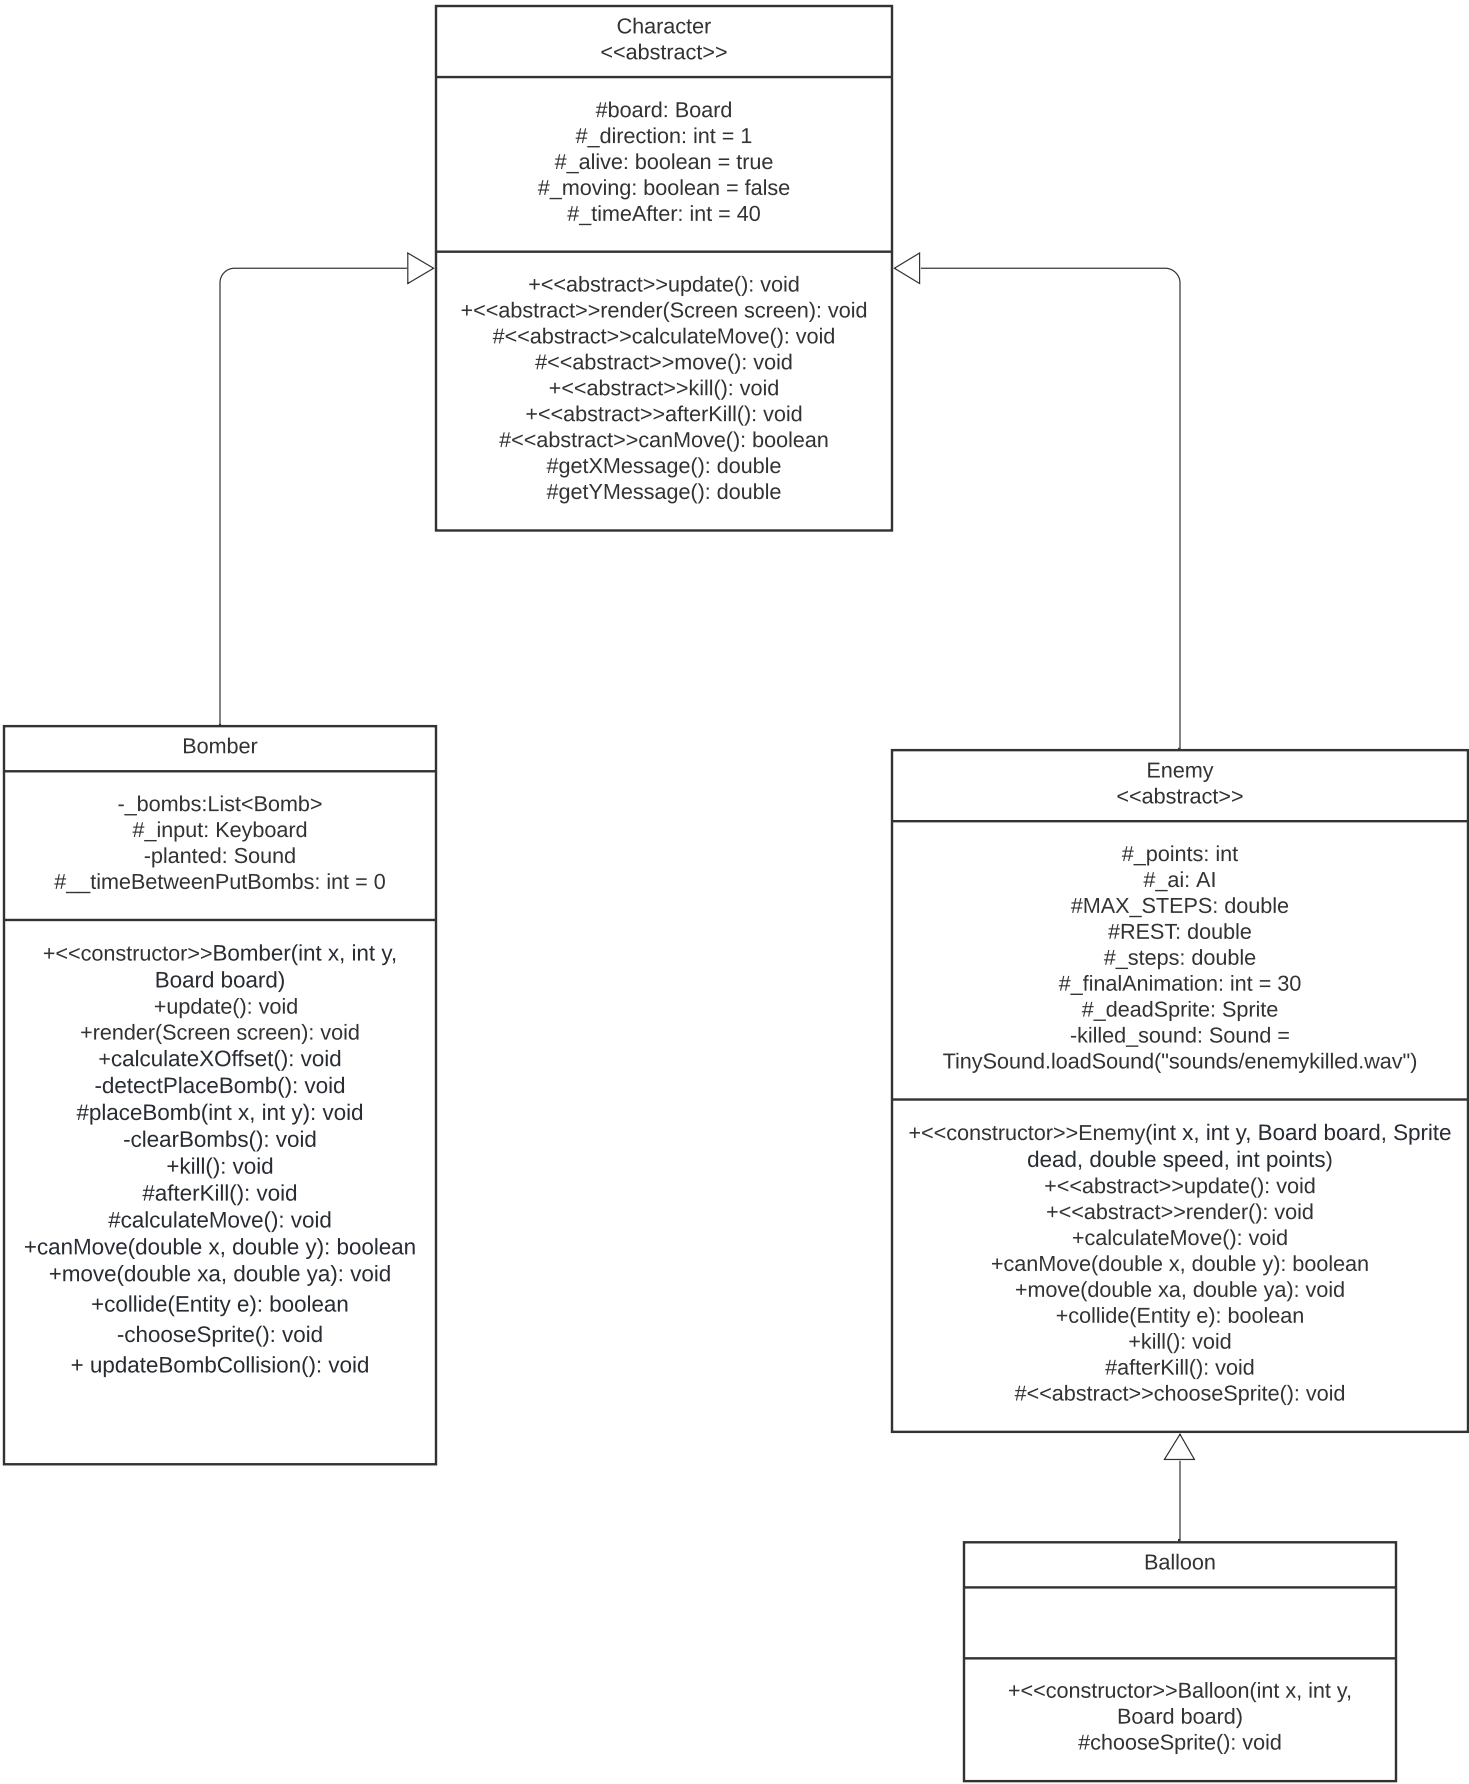 Character
<<abstract>>
#board: Board
#_direction: int = 1
#_alive: boolean = true
#_moving: boolean = false
#_timeAfter: int = 40
+<<abstract>>update(): void
+<<abstract>>render(Screen screen): void
#<<abstract>>calculateMove(): void
#<<abstract>>move(): void
+<<abstract>>kill(): void
+<<abstract>>afterKill(): void
#<<abstract>>canMove(): boolean
#getXMessage(): double
#getYMessage(): double
Bomber
-_bombs:List<Bomb>
#_input: Keyboard
-planted: Sound
#__timeBetweenPutBombs: int = 0
+<<constructor>>Bomber(int x, int y,
Board board)
+update(): void
+render(Screen screen): void
+calculateXOffset(): void
-detectPlaceBomb(): void
#placeBomb(int x, int y): void
-clearBombs(): void
+kill(): void
#afterKill(): void
#calculateMove(): void
+canMove(double x, double y): boolean
+move(double xa, double ya): void
+collide(Entity e): boolean
-chooseSprite(): void
+ updateBombCollision(): void
Enemy
<<abstract>>
#_points: int
#_ai: AI
#MAX_STEPS: double
#REST: double
#_steps: double
#_finalAnimation: int = 30
#_deadSprite: Sprite
-killed_sound: Sound =
TinySound.loadSound("sounds/enemykilled.wav")
+<<constructor>>Enemy(int x, int y, Board board, Sprite
dead, double speed, int points)
+<<abstract>>update(): void
+<<abstract>>render(): void
+calculateMove(): void
+canMove(double x, double y): boolean
+move(double xa, double ya): void
+collide(Entity e): boolean
+kill(): void
#afterKill(): void
#<<abstract>>chooseSprite(): void
Balloon
+<<constructor>>Balloon(int x, int y,
Board board)
#chooseSprite(): void